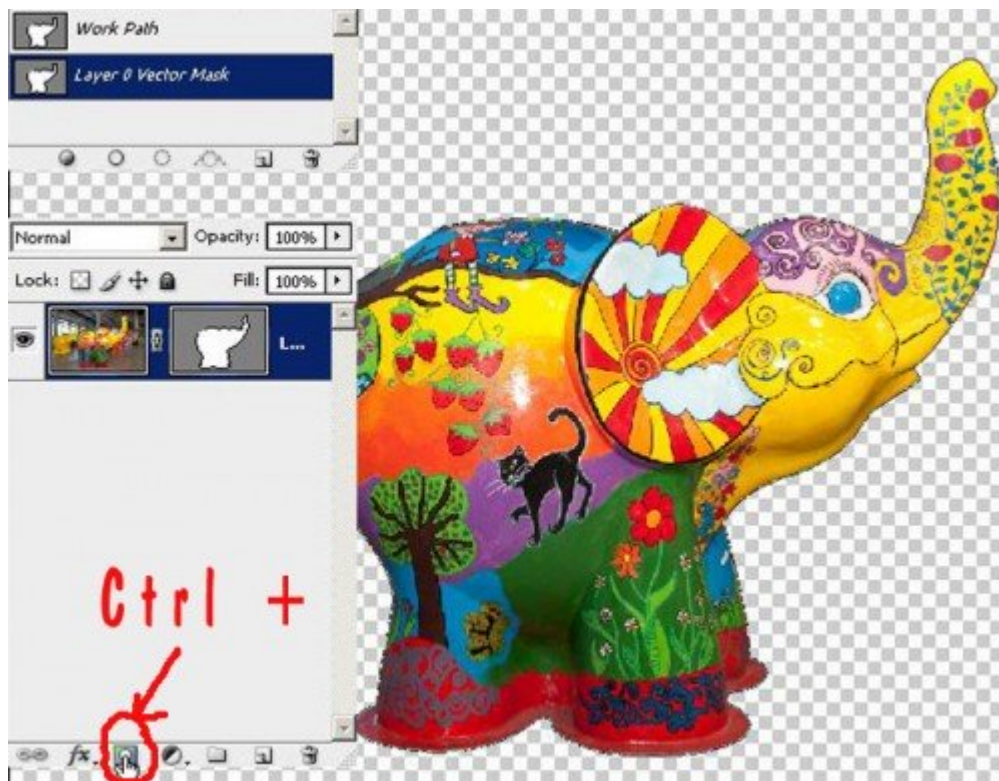 Work Path
Layer 0 Vector Mask
Normal Opacity: 100%
Lock: Fill: 100%
L...
Ctrl +
fx.